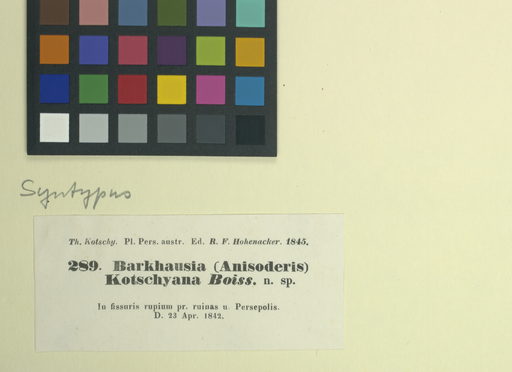 Syntypus
Th. Kotschy. Pl. Pers. austr. Ed. R. F. Hohenacker. 1845.
289. Barkhausia (Anisoderis)
Kotschyana Boiss. n. sp.
In fissuris rupium pr. ruinas u. Persepolis.
D. 23 Apr. 1842.